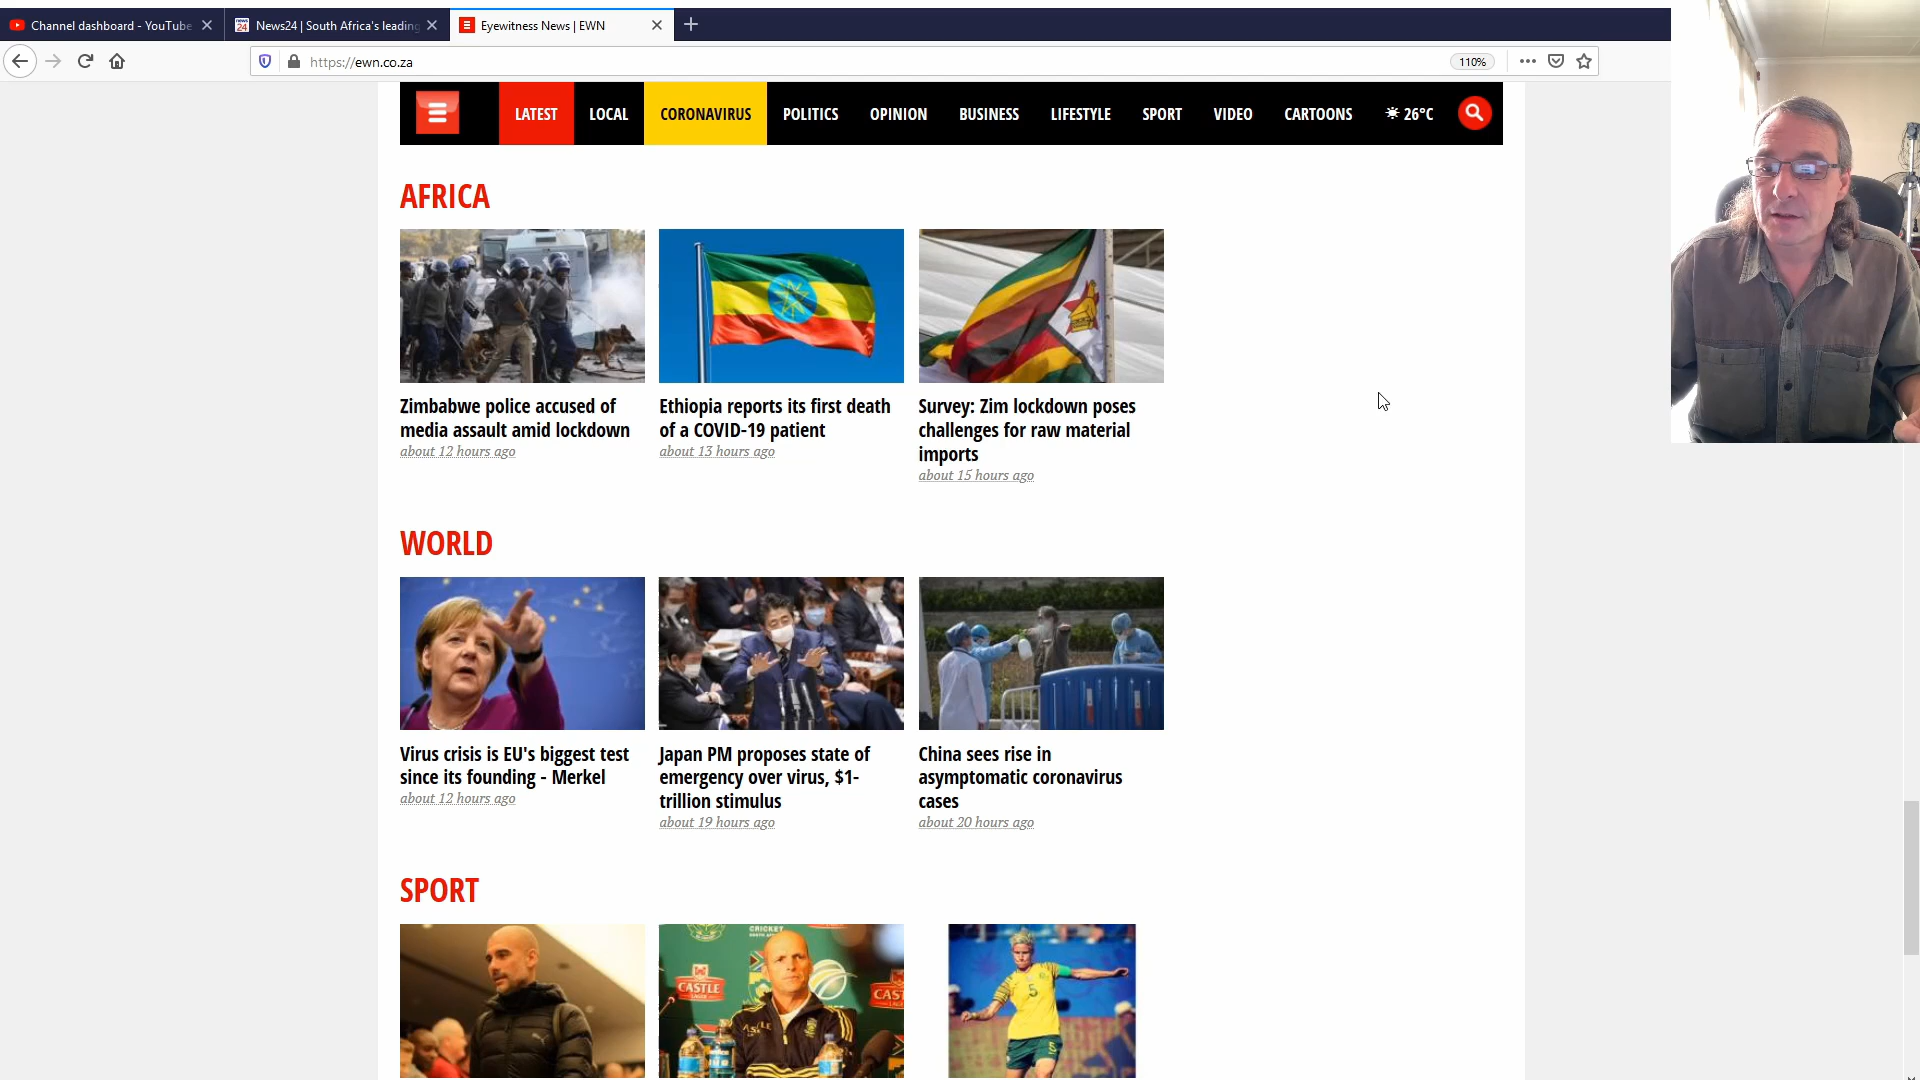 Channel dashboard - YouTube
News24 | South Africa's leading
Eyewitness News | EWN
https://ewn.co.za
110%
LATEST LOCAL CORONAVIRUS POLITICS OPINION BUSINESS LIFESTYLE SPORT VIDEO CARTOONS 26°C
AFRICA
Zimbabwe police accused of
media assault amid lockdown
about 12 hours ago
Ethiopia reports its first death
of a COVID-19 patient
about 13 hours ago
Survey: Zim lockdown poses
challenges for raw material
imports
about 15 hours ago
WORLD
Virus crisis is EU's biggest test
since its founding - Merkel
about 12 hours ago
Japan PM proposes state of
emergency over virus, $1-
trillion stimulus
about 19 hours ago
China sees rise in
asymptomatic coronavirus
cases
about 20 hours ago
SPORT
CRICKET
CASTLE
5